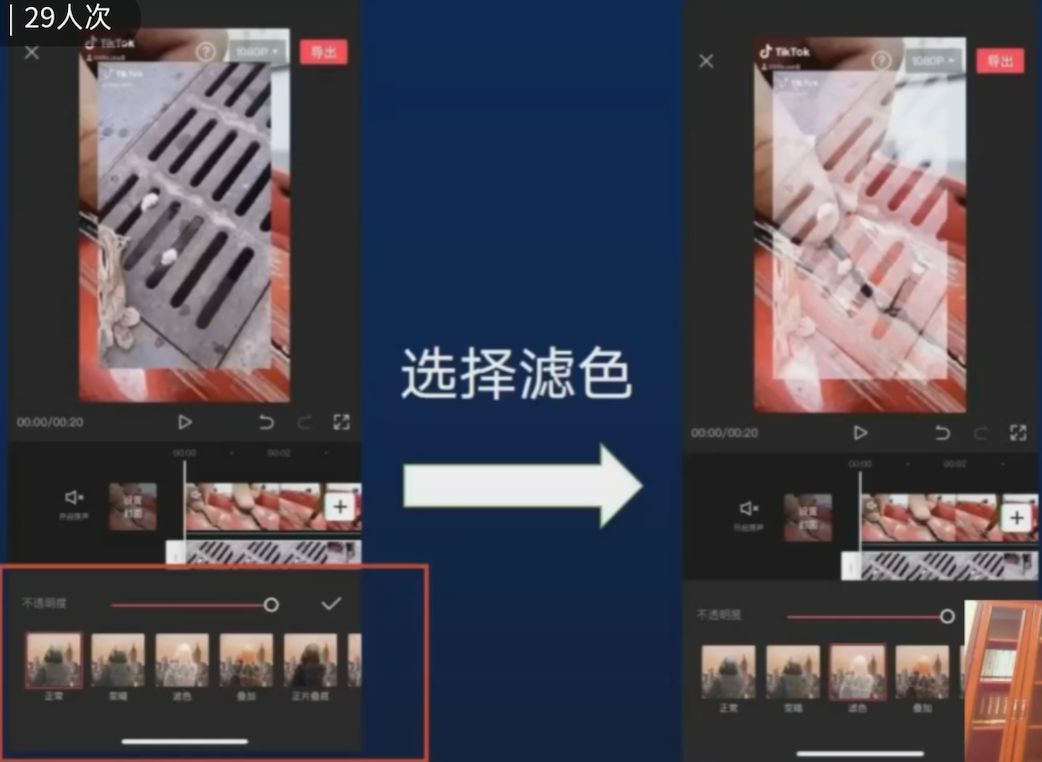 29人次
TikTok
TikTok
?
1080P
导出
00:00/00:20
00:00
00:02
设置
封面
开启原声
不透明度
正常
变暗
滤色
叠加
正片叠底
选择滤色
TikTok
TikTok
?
1080P
导出
00:00/00:20
00:00
00:02
设置
封面
开启原声
不透明度
正常
变暗
滤色
叠加